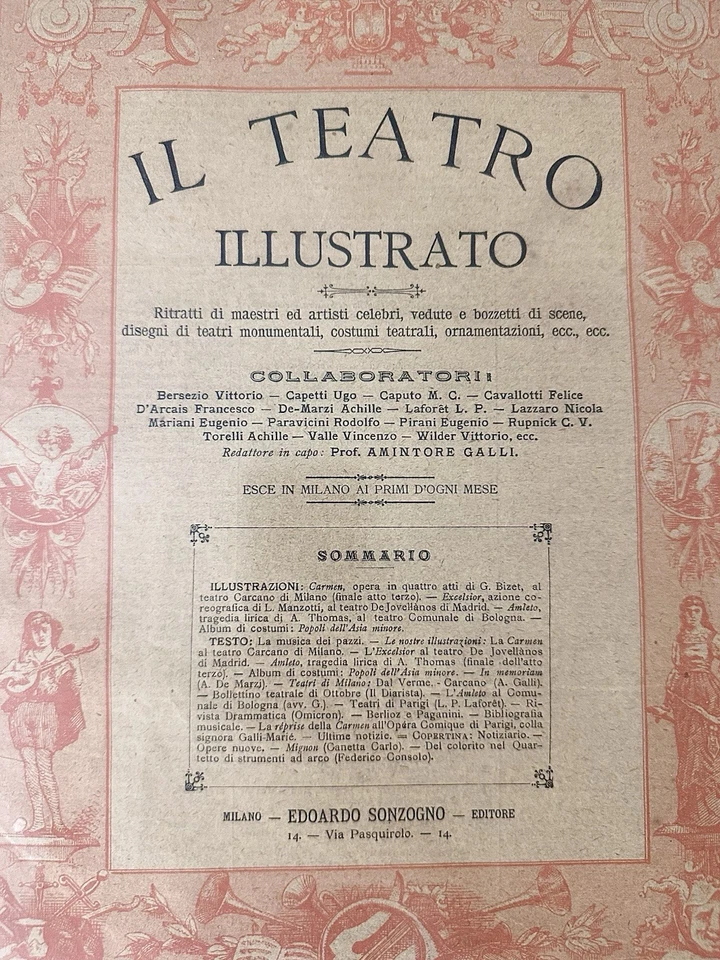 IL TEATRO
ILLUSTRATO
Ritratti di maestri ed artisti celebri, vedute e bozzetti di scene,
disegni di teatri monumentali, costumi teatrali, ornamentazioni, ecc., ecc.
COLLABORATORI:
Bersezio Vittorio — Capetti Ugo — Caputo M. C. — Cavallotti Felice
D'Arcais Francesco — De-Marzi Achille — Laforêt L. P. — Lazzaro Nicola
Mariani Eugenio — Paravicini Rodolfo — Pirani Eugenio — Rupnick C. V.
Torelli Achille — Valle Vincenzo — Wilder Vittorio, ecc.
Redattore in capo: Prof. AMINTORE GALLI.
ESCE IN MILANO AI PRIMI D'OGNI MESE
SOMMARIO
ILLUSTRAZIONI: Carmen, opera in quattro atti di G. Bizet, al
teatro Carcano di Milano (finale atto terzo). — Excelsior, azione co-
reografica di L. Manzotti, al teatro De Jovellànos di Madrid. — Amleto,
tragedia lirica di A. Thomas, al teatro Comunale di Bologna. —
Album di costumi: Popoli dell'Asia minore.
TESTO: La musica dei pazzi. — Le nostre illustrazioni: La Carmen
al teatro Carcano di Milano. — L'Excelsior al teatro De Jovellànos
di Madrid. — Amleto, tragedia lirica di A. Thomas (finale dell'atto
terzo). — Album di costumi: Popoli dell'Asia minore. — In memoriam
(A. De Marzi). — Teatri di Milano: Dal Verme. - Carcano (A. Galli).
— Bollettino teatrale di Ottobre (Il Diarista). — L'Amleto al Comu-
nale di Bologna (avv. G.). — Teatri di Parigi (L. P. Laforêt). — Ri-
vista Drammatica (Omicron). — Berlioz e Paganini. — Bibliografia
musicale. — La réprise della Carmen all'Opéra Comique di Parigi, colla
signora Galli-Marié. — Ultime notizie. = COPERTINA: Notiziario. —
Opere nuove. — Mignon (Canetta Carlo). — Del colorito nel Quar-
tetto di strumenti ad arco (Federico Consolo).
MILANO — EDOARDO SONZOGNO — EDITORE
14. — Via Pasquirolo. — 14.